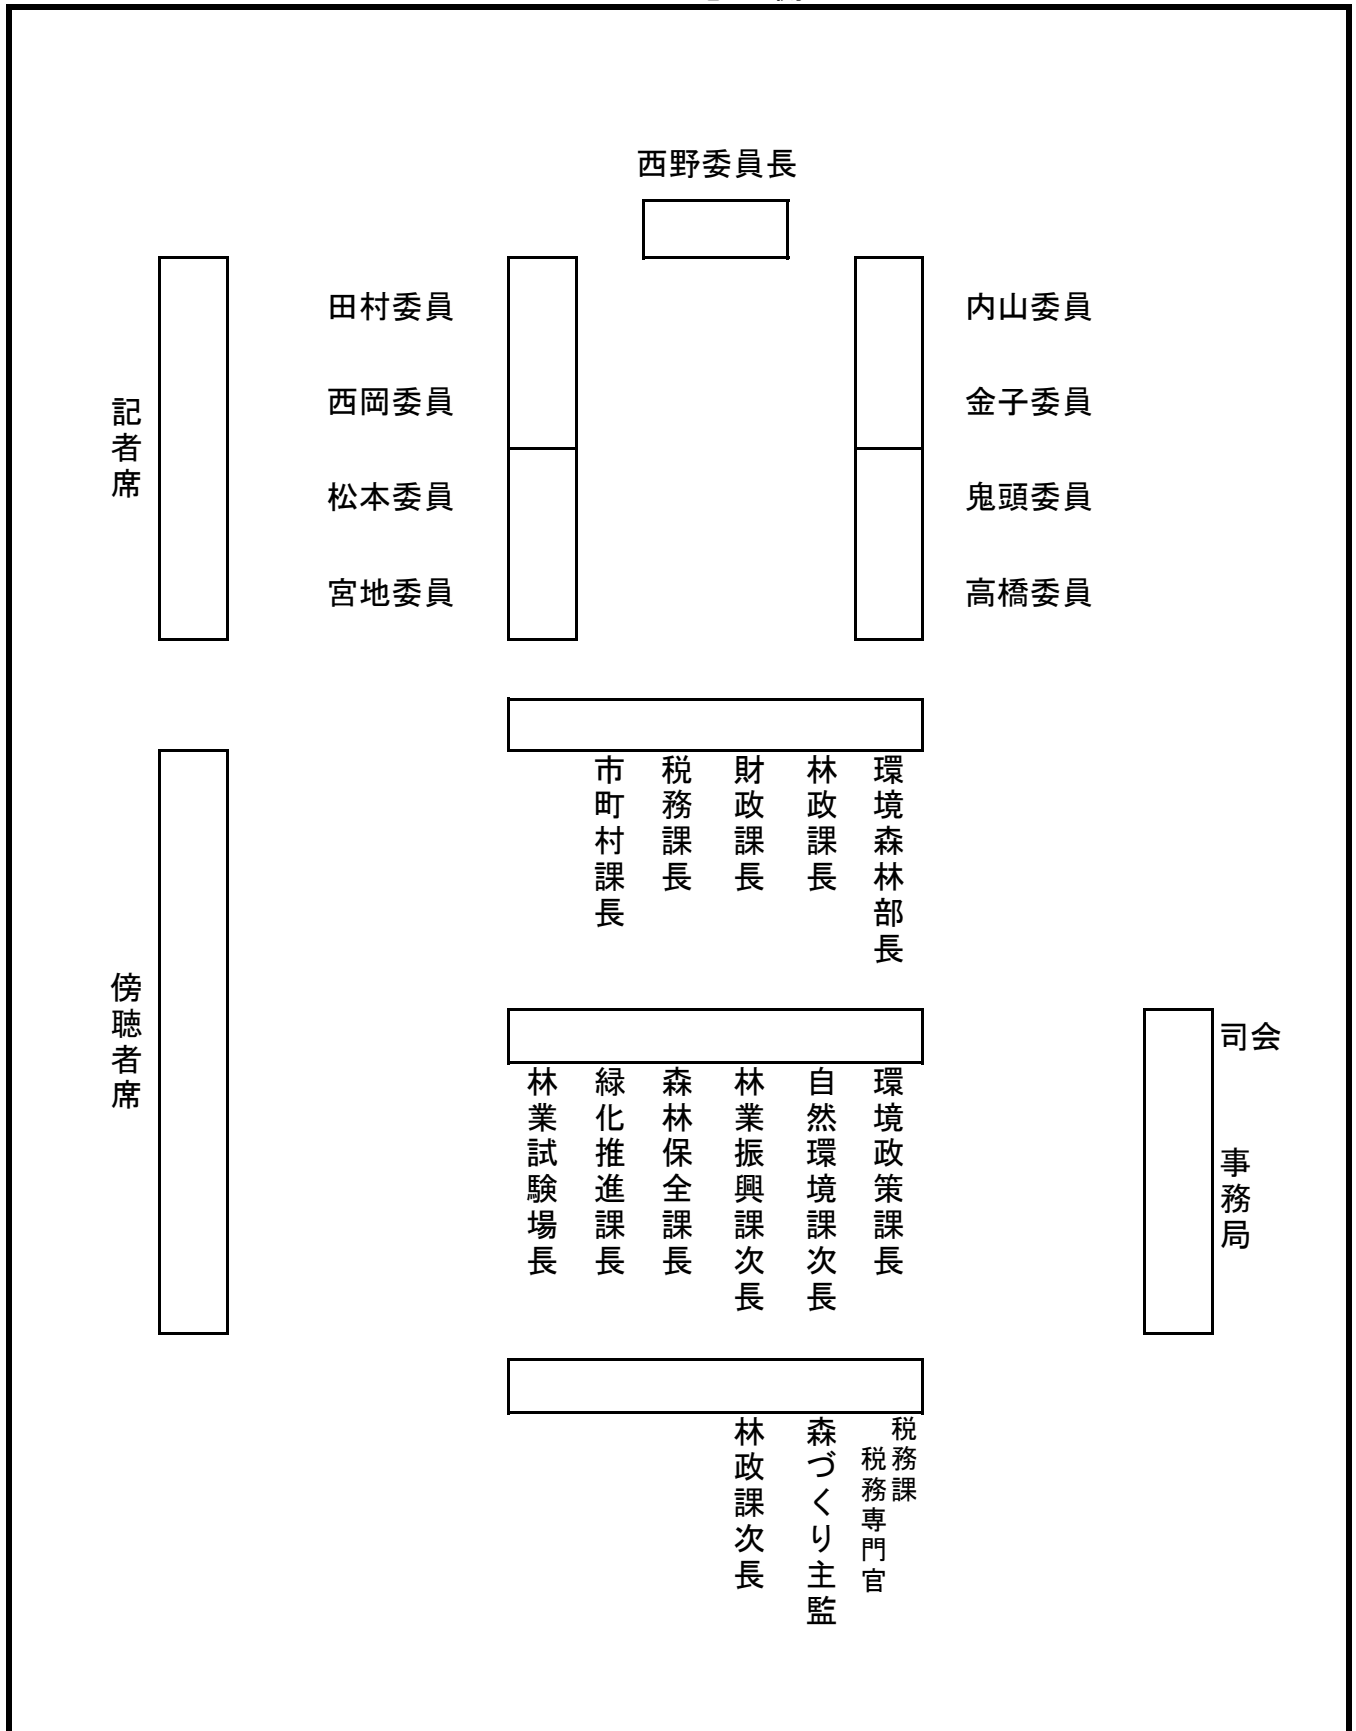 西野委員長
田村委員
内山委員
西岡委員
金子委員
松本委員
鬼頭委員
宮地委員
高橋委員
記者席
環境森林部長
林政課長
財政課長
税務課長
市町村課長
傍聴者席
司会
事務局
環境政策課長
自然環境課次長
林業振興課次長
森林保全課長
緑化推進課長
林業試験場長
税務課
税務専門官
森づくり主監
林政課次長